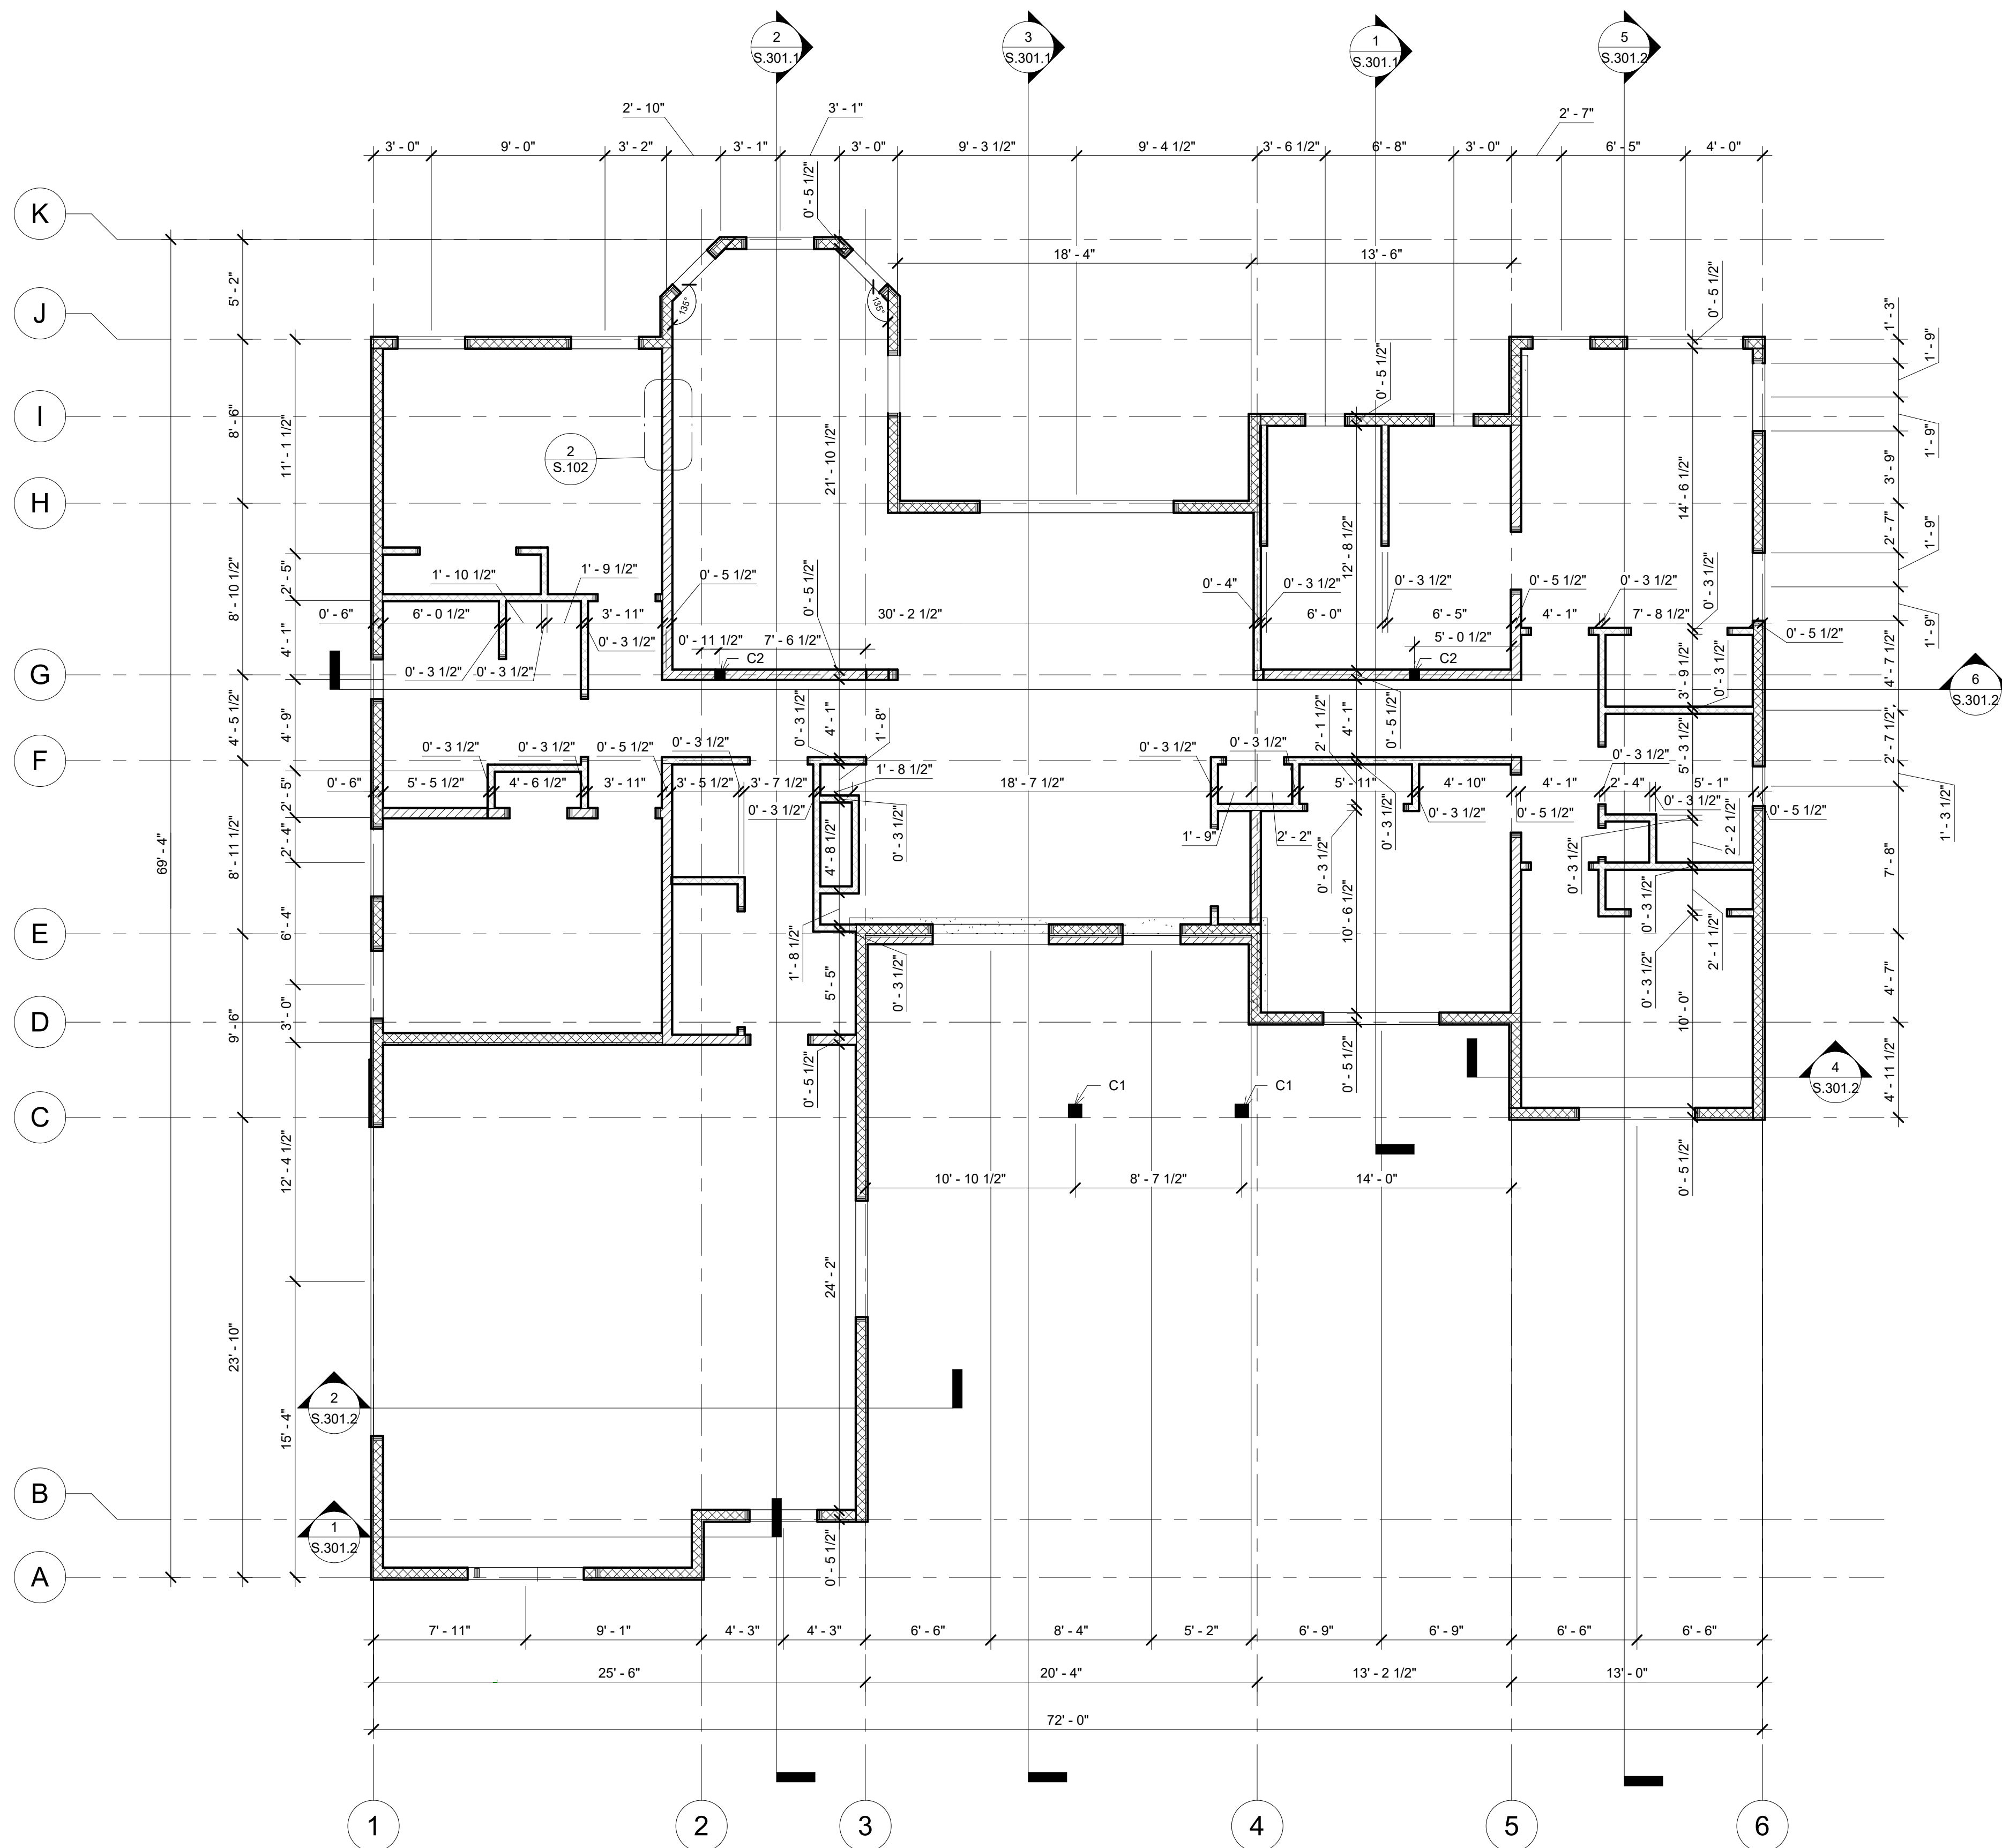 2
S.301.1
3
S.301.1
1
S.301.1
5
S.301.2
2' - 10"
3' - 1"
2' - 7"
3' - 0"
9' - 0"
3' - 2"
3' - 1"
3' - 0"
9' - 3 1/2"
9' - 4 1/2"
3' - 6 1/2"
6' - 8"
3' - 0"
6' - 5"
4' - 0"
0' - 5 1/2"
K
18' - 4"
13' - 6"
5' - 2"
0' - 5 1/2"
J
135°
135°
1' - 3"
1' - 9"
0' - 5 1/2"
I
8' - 6"
11' - 1 1/2"
2
S.102
21' - 10 1/2"
1' - 9"
3' - 9"
14' - 6 1/2"
H
12' - 8 1/2"
2' - 7"
1' - 9"
8' - 10 1/2"
2' - 5"
1' - 10 1/2"
1' - 9 1/2"
0' - 5 1/2"
0' - 5 1/2"
0' - 4"
0' - 3 1/2"
0' - 3 1/2"
0' - 5 1/2"
0' - 3 1/2"
0' - 3 1/2"
0' - 6"
6' - 0 1/2"
3' - 11"
30' - 2 1/2"
6' - 0"
6' - 5"
4' - 1"
7' - 8 1/2"
1' - 9"
4' - 1"
0' - 3 1/2"
0' - 11 1/2"
7' - 6 1/2"
5' - 0 1/2"
0' - 5 1/2"
0' - 3 1/2"
0' - 3 1/2"
C2
C2
G
3' - 9 1/2"
0' - 3 1/2"
4' - 7 1/2"
6
S.301.2
4' - 5 1/2"
4' - 9"
0' - 3 1/2"
4' - 1"
1' - 8"
2' - 1 1/2"
4' - 1"
0' - 5 1/2"
5' - 3 1/2"
2' - 7 1/2"
F
0' - 3 1/2"
0' - 3 1/2"
0' - 5 1/2"
0' - 3 1/2"
1' - 8 1/2"
0' - 3 1/2"
0' - 3 1/2"
0' - 3 1/2"
0' - 6"
5' - 5 1/2"
4' - 6 1/2"
3' - 11"
3' - 5 1/2"
3' - 7 1/2"
18' - 7 1/2"
5' - 11"
4' - 10"
4' - 1"
2' - 4"
5' - 1"
2' - 5"
0' - 3 1/2"
0' - 3 1/2"
1' - 9"
2' - 2"
0' - 3 1/2"
0' - 3 1/2"
0' - 5 1/2"
0' - 3 1/2"
0' - 5 1/2"
1' - 3 1/2"
2' - 4"
8' - 11 1/2"
4' - 8 1/2"
0' - 3 1/2"
0' - 3 1/2"
2' - 2 1/2"
7' - 8"
69' - 4"
E
6' - 4"
1' - 8 1/2"
5' - 5"
0' - 3 1/2"
10' - 6 1/2"
0' - 3 1/2"
0' - 3 1/2"
2' - 1 1/2"
4' - 7"
D
9' - 6"
3' - 0"
0' - 5 1/2"
C1
C1
0' - 5 1/2"
10' - 0"
4
S.301.2
4' - 11 1/2"
C
12' - 4 1/2"
10' - 10 1/2"
8' - 7 1/2"
14' - 0"
0' - 5 1/2"
24' - 2"
23' - 10"
2
S.301.2
15' - 4"
B
1
S.301.2
0' - 5 1/2"
A
7' - 11"
9' - 1"
4' - 3"
4' - 3"
6' - 6"
8' - 4"
5' - 2"
6' - 9"
6' - 9"
6' - 6"
6' - 6"
25' - 6"
20' - 4"
13' - 2 1/2"
13' - 0"
72' - 0"
1
2
3
4
5
6